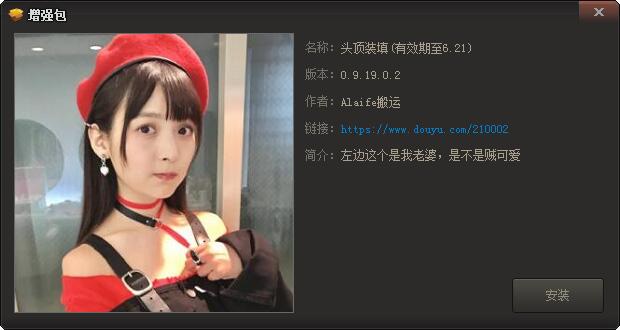 增强包
名称：头顶装填(有效期至6.21)
版本：0.9.19.0.2
作者：Alaife搬运
链接：https://www.douyu.com/210002
简介：左边这个是我老婆，是不是贼可爱
安装